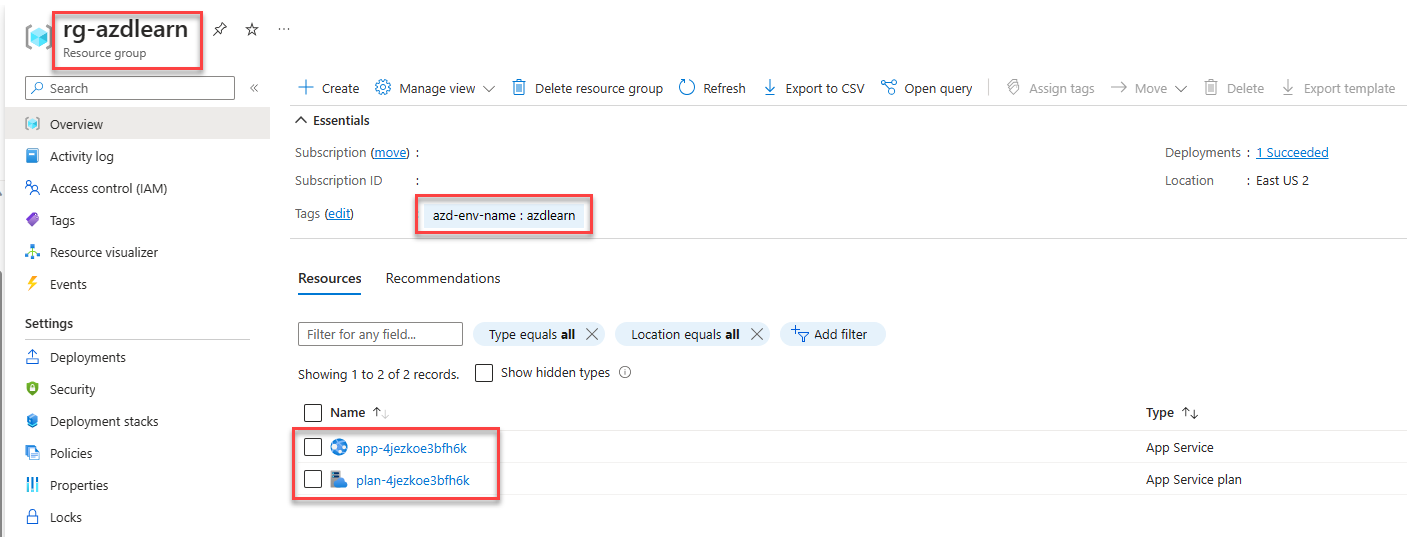 rg-azdlearn
Resource group
Search
Overview
Activity log
Access control (IAM)
Tags
Resource visualizer
Events
Settings
Deployments
Security
Deployment stacks
Policies
Properties
Locks
Create Manage view Delete resource group Refresh Export to CSV Open query Assign tags Move Delete Export template
Essentials
Subscription (move) : Deployments : 1 Succeeded
Subscription ID : Location : East US 2
Tags (edit) azd-env-name : azdlearn
Resources Recommendations
Filter for any field... Type equals all Location equals all Add filter
Showing 1 to 2 of 2 records. Show hidden types
Name Type
app-4jezkoe3bfh6k App Service
plan-4jezkoe3bfh6k App Service plan